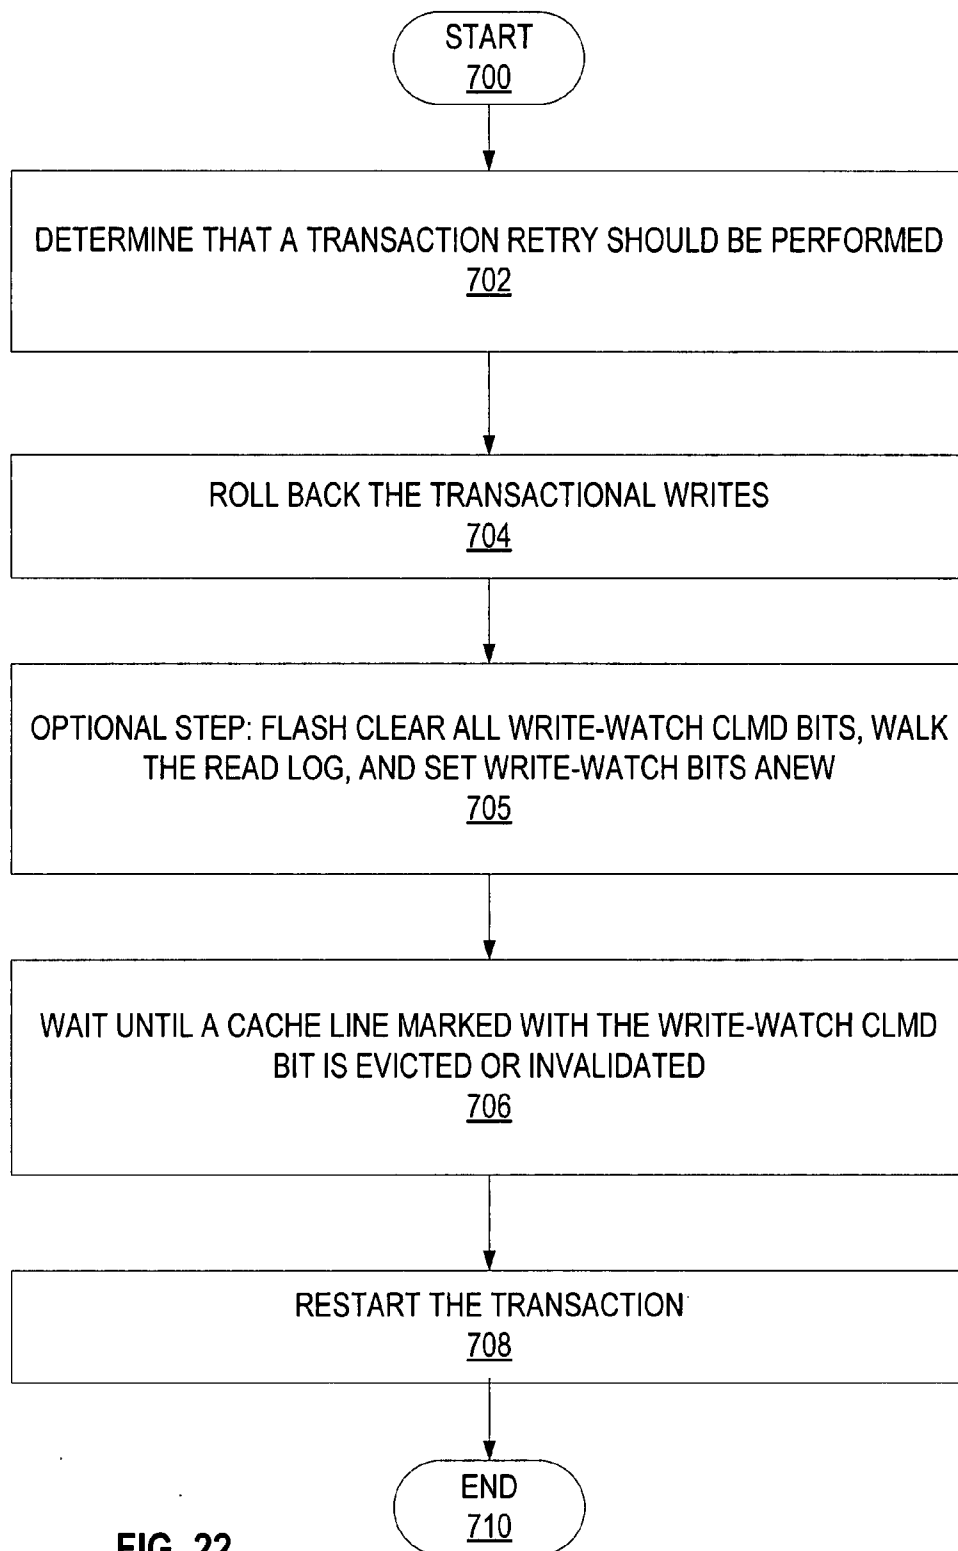 START
700
DETERMINE THAT A TRANSACTION RETRY SHOULD BE PERFORMED
702
ROLL BACK THE TRANSACTIONAL WRITES
704
OPTIONAL STEP: FLASH CLEAR ALL WRITE-WATCH CLMD BITS, WALK
THE READ LOG, AND SET WRITE-WATCH BITS ANEW
705
WAIT UNTIL A CACHE LINE MARKED WITH THE WRITE-WATCH CLMD
BIT IS EVICTED OR INVALIDATED
706
RESTART THE TRANSACTION
708
END
710
FIG. 22